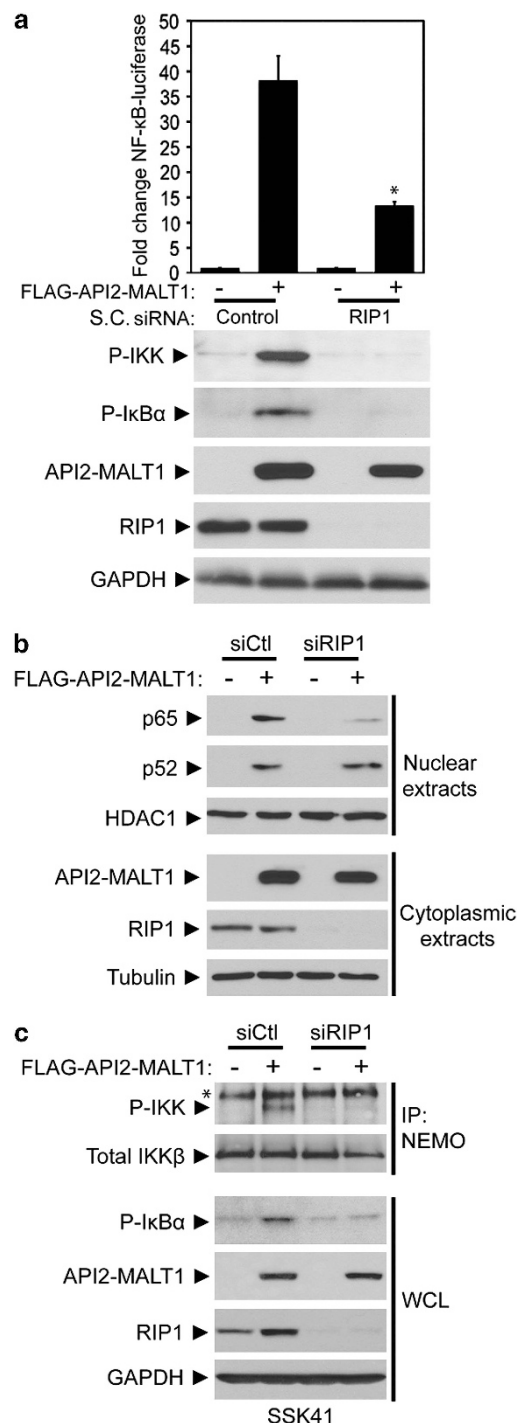 a
Fold change NF-κB-luciferase
50
45
40
35
30
25
20
15
10
5
0
*
FLAG-API2-MALT1: - + - +
S.C. siRNA: Control RIP1
P-IKK ►
P-IκBα ►
API2-MALT1 ►
RIP1 ►
GAPDH ►
b
siCtl siRIP1
FLAG-API2-MALT1: - + - +
p65 ►
p52 ►
HDAC1 ►
Nuclear
extracts
API2-MALT1 ►
RIP1 ►
Tubulin ►
Cytoplasmic
extracts
c
siCtl siRIP1
FLAG-API2-MALT1: - + - +
*
P-IKK ►
Total IKKβ ►
IP:
NEMO
P-IκBα ►
API2-MALT1 ►
RIP1 ►
GAPDH ►
WCL
SSK41